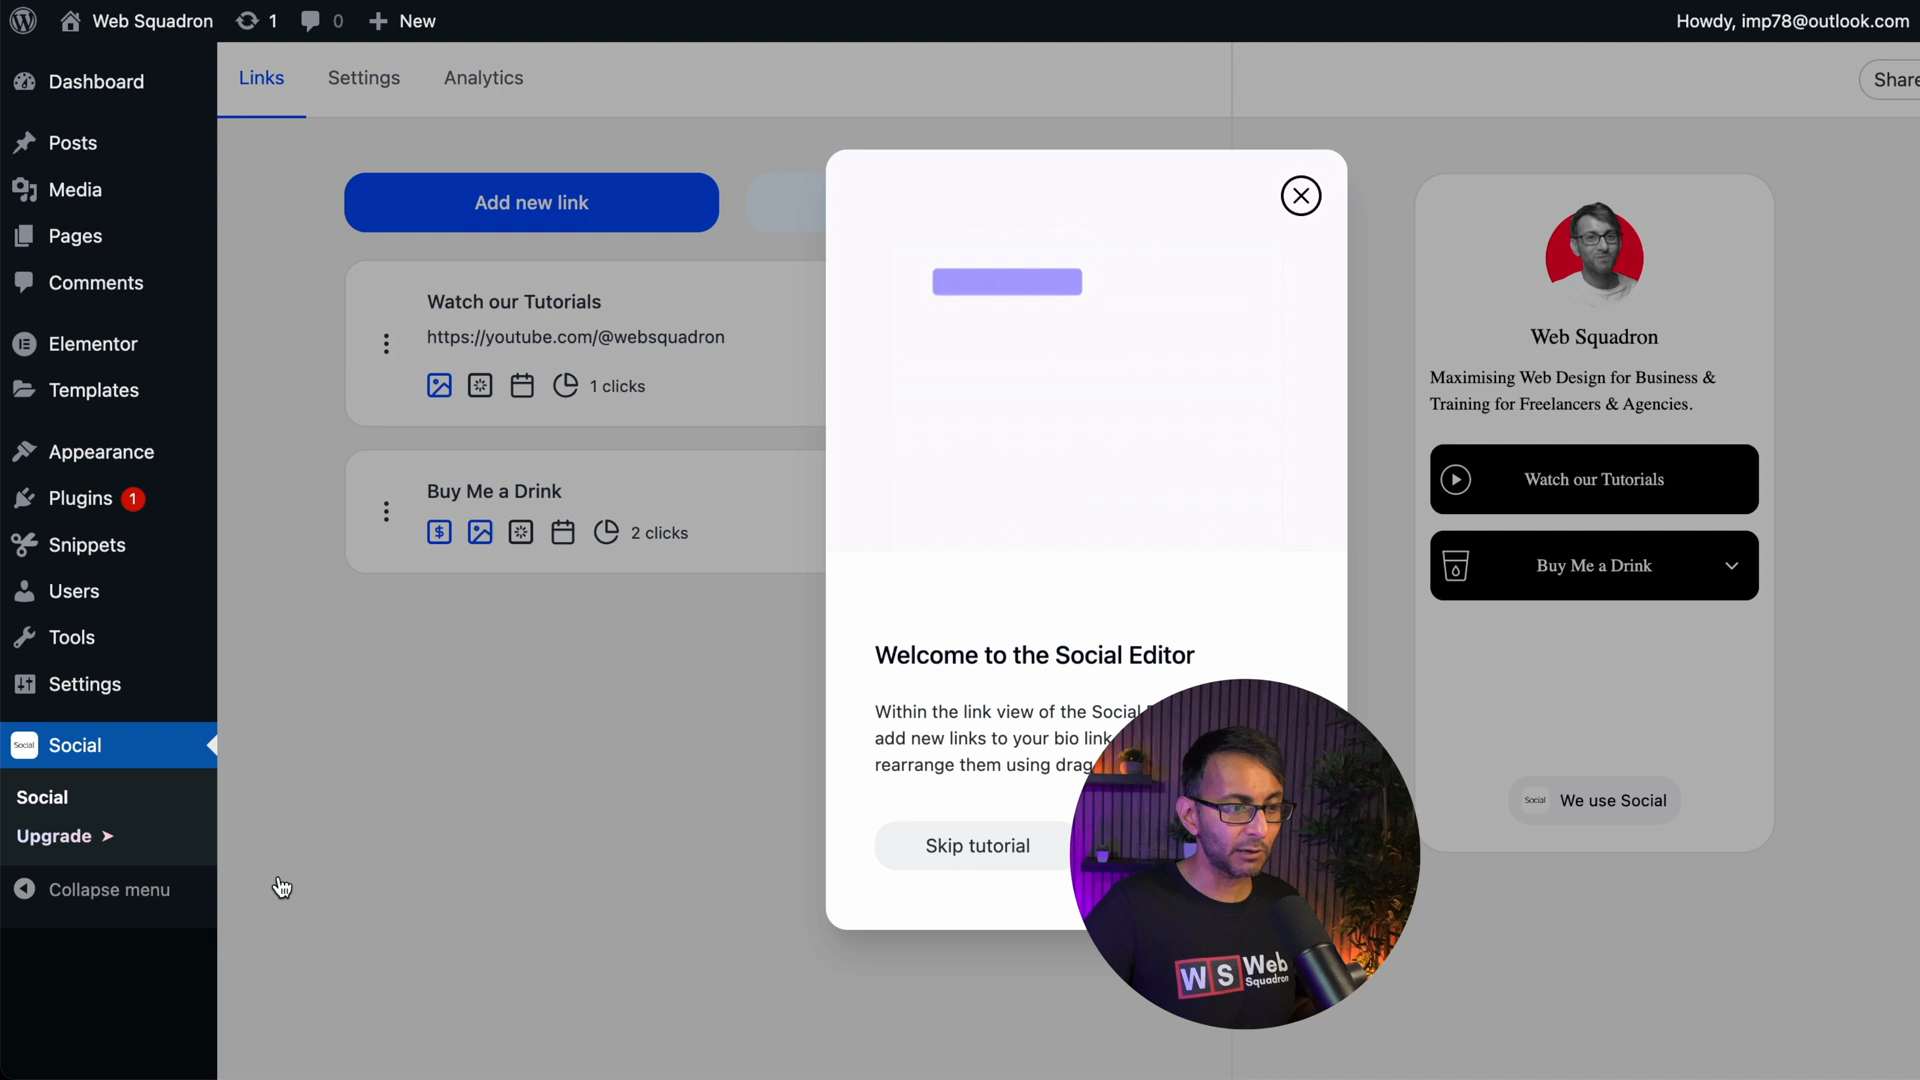 Web Squadron
1
0
New
Howdy, imp78@outlook.com
Dashboard
Posts
Media
Pages
Comments
Elementor
Templates
Appearance
Plugins 1
Snippets
Users
Tools
Settings
Social
Social
Social
Upgrade ➤
Collapse menu
Links
Settings
Analytics
Share
Add new link
Watch our Tutorials
https://youtube.com/@websquadron
1 clicks
Buy Me a Drink
$
2 clicks
Welcome to the Social Editor
Within the link view of the Social
add new links to your bio link
rearrange them using drag
Skip tutorial
WS Web
Squadron
Web Squadron
Maximising Web Design for Business &
Training for Freelancers & Agencies.
Watch our Tutorials
Buy Me a Drink
Social
We use Social